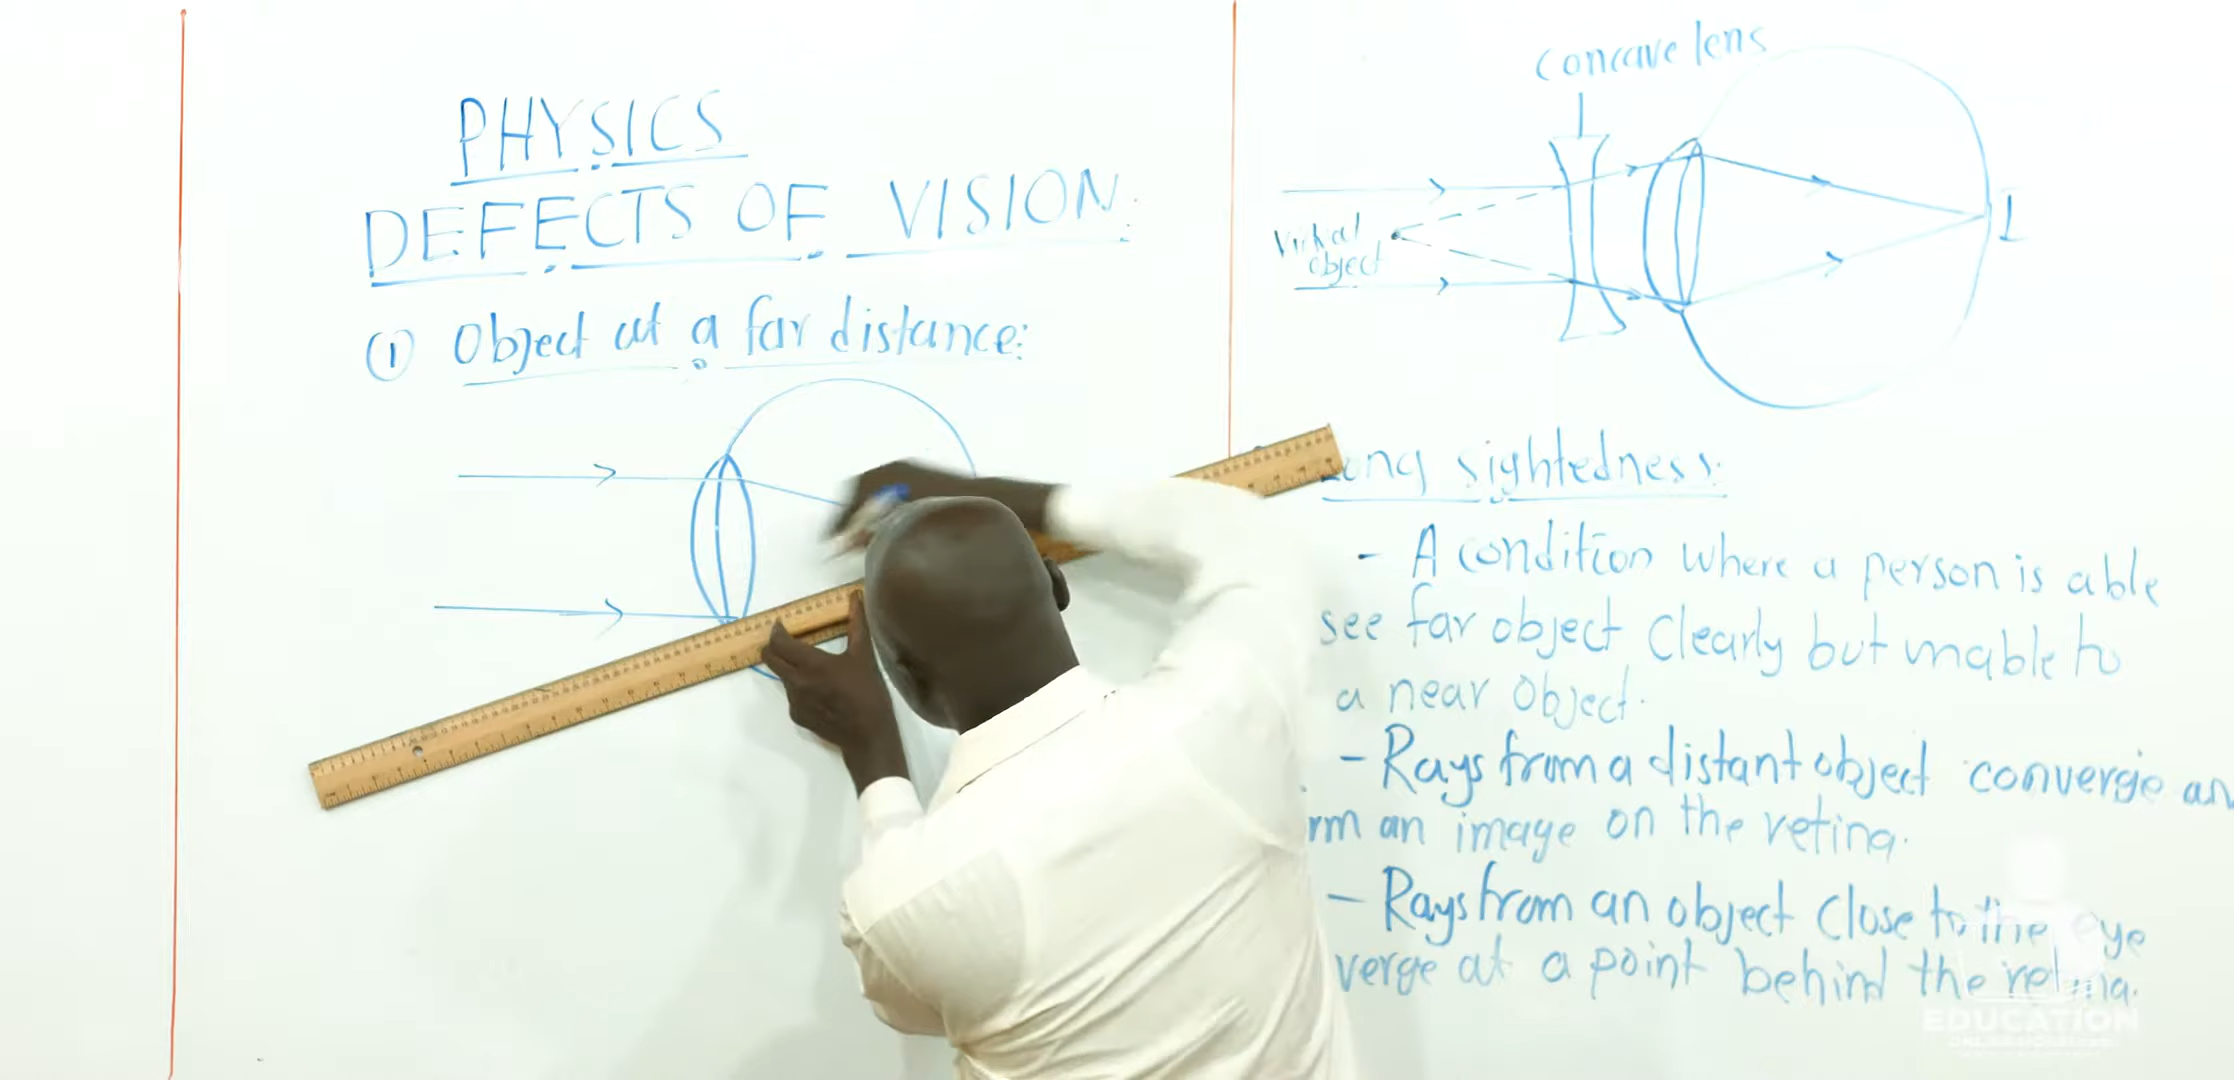 PHYSICS
DEFECTS OF VISION.
① Object at a far distance:
Concave lens
Virtual
object
I
ong sightedness:
- A condition where a person is able
see far object clearly but unable to
a near object.
- Rays from a distant object converge an
rm an image on the retina.
- Rays from an object close to the eye
verge at a point behind the retina.
EDUCATION